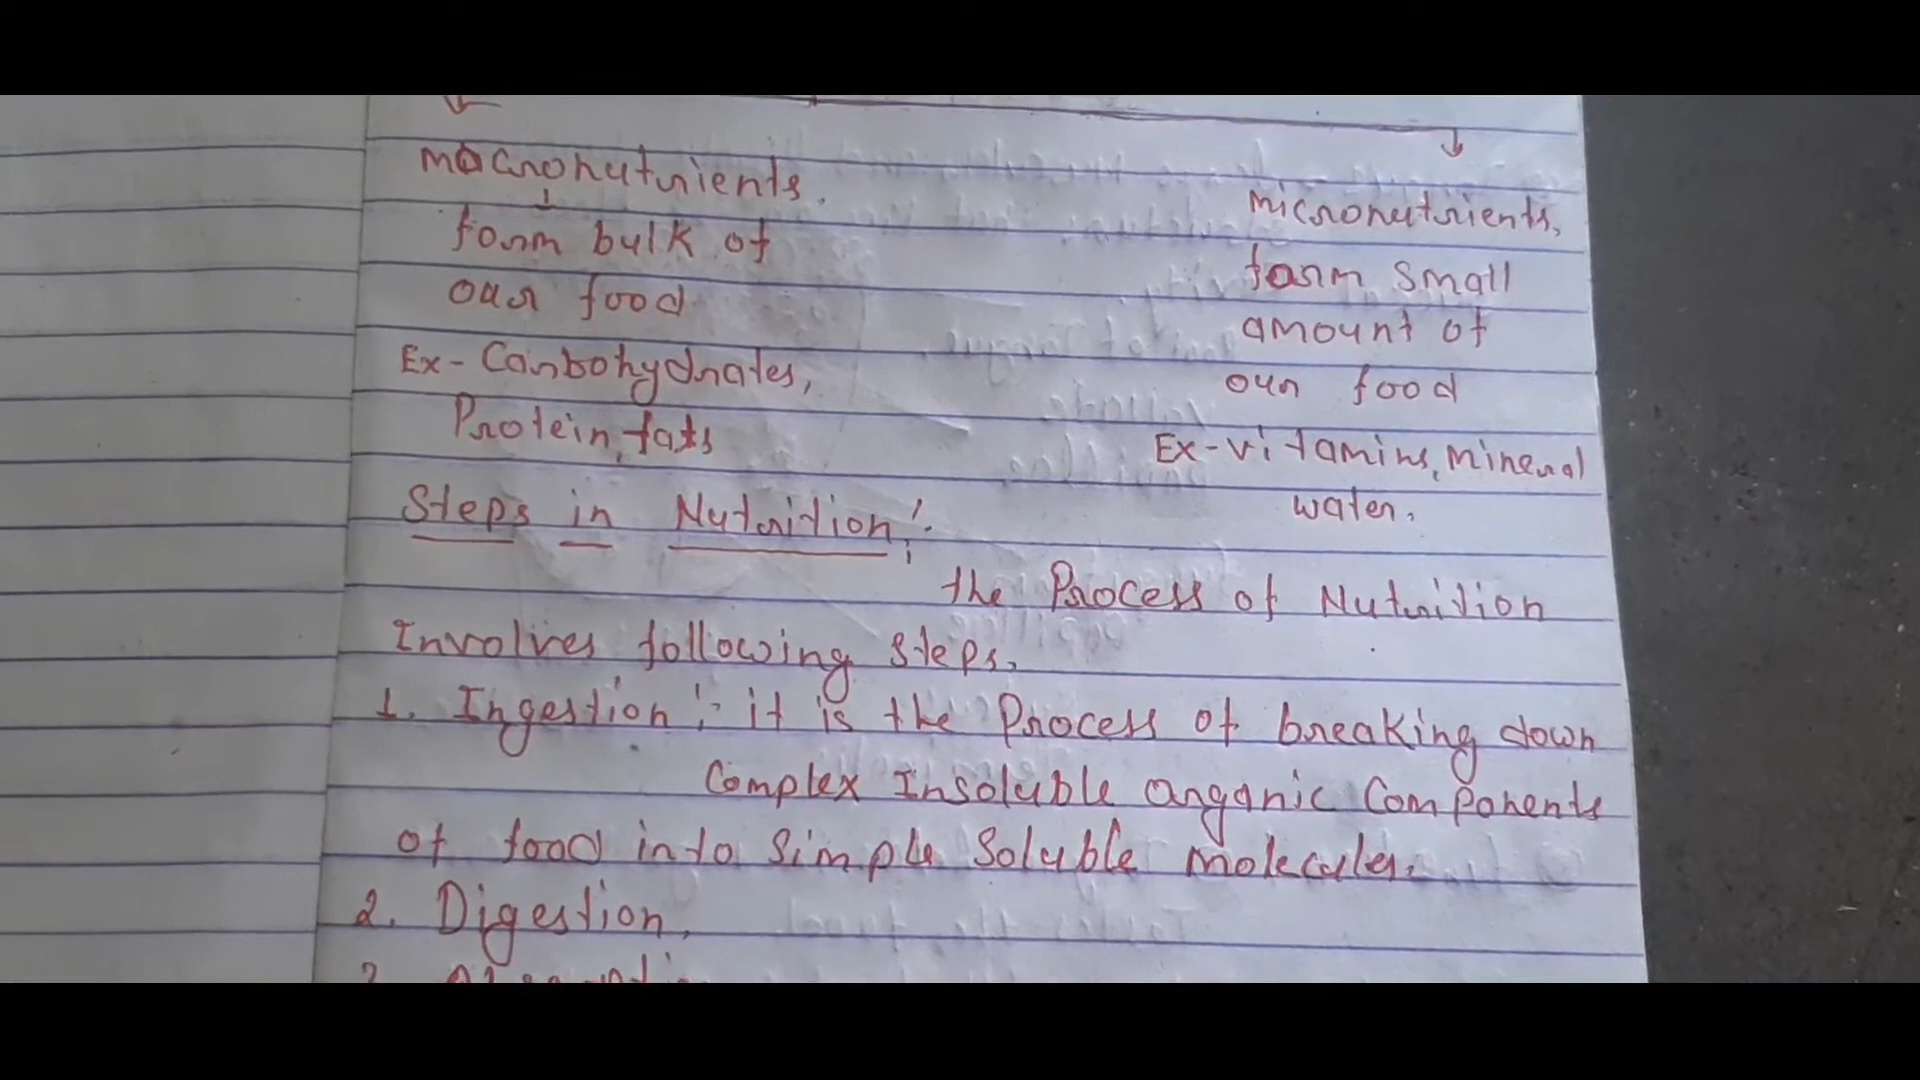 macronutrients.
form bulk of
our food
Ex- Carbohydrates,
Protein, fats
micronutrients,
form small
amount of
our food
Ex-vitamins, mineral
water.
Steps in Nutrition:
the Process of Nutrition
Involves following steps.
1. Ingestion:- it is the Process of breaking down
Complex Insoluble organic Components
of food into simple soluble molecules.
2. Digestion.